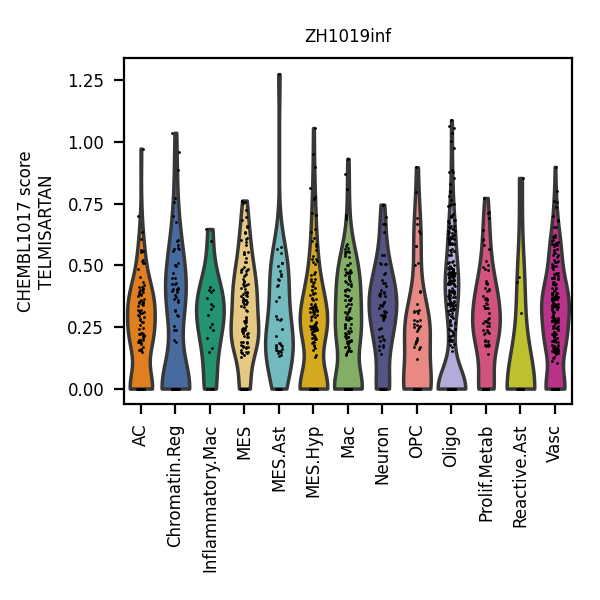 ZH1019inf
CHEMBL1017 score
TELMISARTAN
1.25
1.00
0.75
0.50
0.25
0.00
AC
Chromatin.Reg
Inflammatory.Mac
MES
MES.Ast
MES.Hyp
Mac
Neuron
OPC
Oligo
Prolif.Metab
Reactive.Ast
Vasc